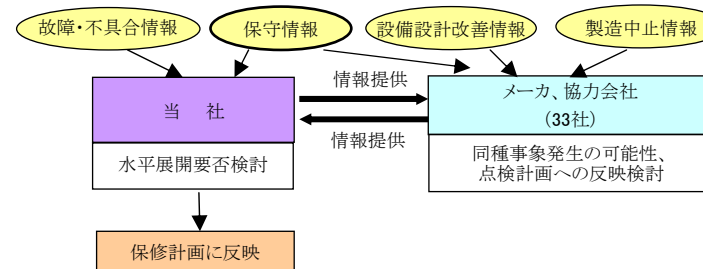 故障・不具合情報
保守情報
設備設計改善情報
製造中止情報
情報提供
当 社
メーカ、協力会社
(33社)
情報提供
水平展開要否検討
同種事象発生の可能性、
点検計画への反映検討
保修計画に反映